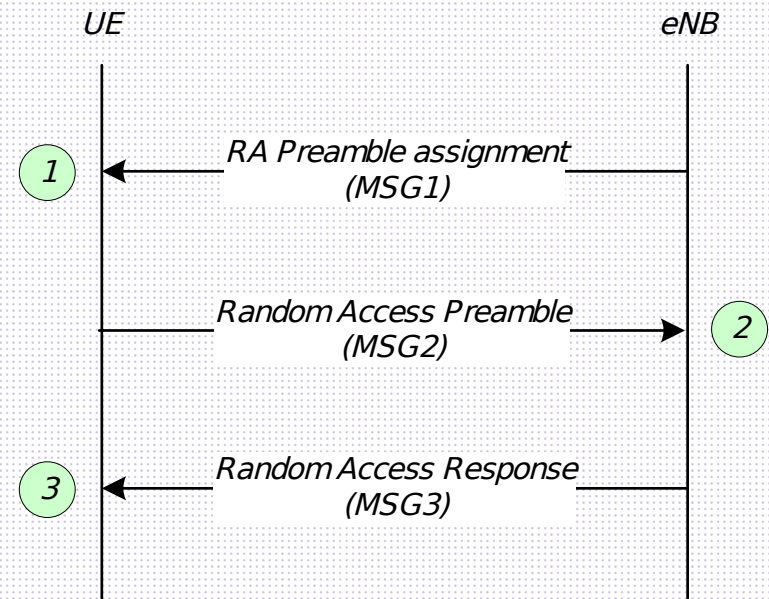 UE
eNB
RA Preamble assignment
(MSG1)
1
Random Access Preamble
(MSG2)
2
Random Access Response
(MSG3)
3